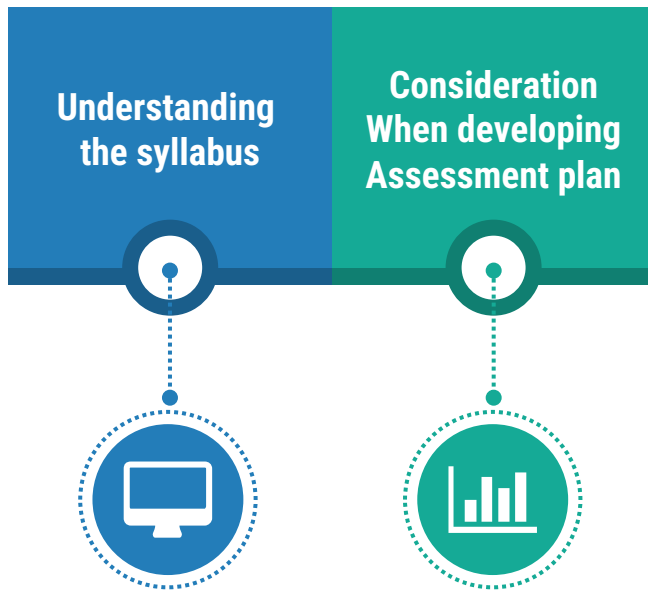 Understanding
the syllabus
Consideration
When developing
Assessment plan